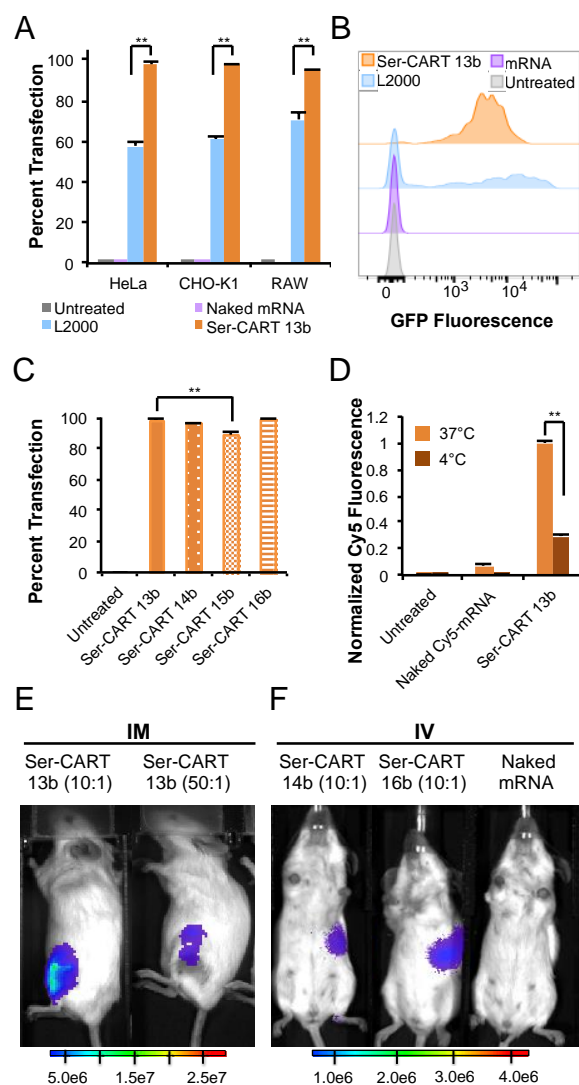 A
Percent Transfection
100
80
60
40
20
0
**
**
**
HeLa
CHO-K1
RAW
Untreated
Naked mRNA
L2000
Ser-CART 13b
B
Ser-CART 13b
mRNA
L2000
Untreated
0
10³
10⁴
GFP Fluorescence
C
Percent Transfection
100
80
60
40
20
0
**
Untreated
Ser-CART 13b
Ser-CART 14b
Ser-CART 15b
Ser-CART 16b
D
Normalized Cy5 Fluorescence
1.2
1
0.8
0.6
0.4
0.2
0
37°C
4°C
**
Untreated
Naked Cy5-mRNA
Ser-CART 13b
E
IM
Ser-CART
13b (10:1)
Ser-CART
13b (50:1)
5.0e6
1.5e7
2.5e7
F
IV
Ser-CART
14b (10:1)
Ser-CART
16b (10:1)
Naked
mRNA
1.0e6
2.0e6
3.0e6
4.0e6